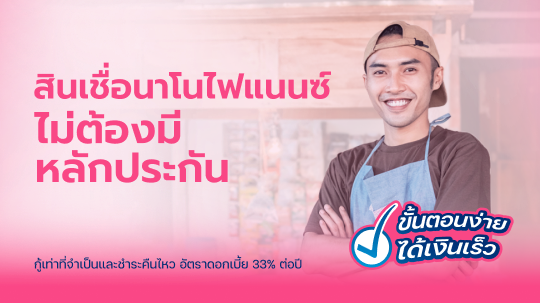 สินเชื่อนาโนไฟแนนซ์
ไม่ต้องมี
หลักประกัน
ขั้นตอนง่าย
ได้เงินเร็ว
กู้เท่าที่จำเป็นและชำระคืนไหว อัตราดอกเบี้ย 33% ต่อปี